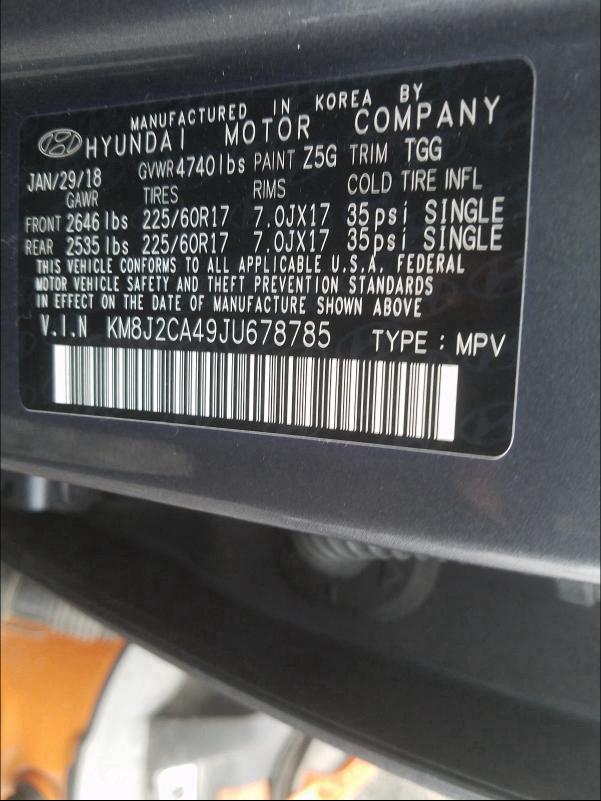 MANUFACTURED IN KOREA BY
HYUNDAI MOTOR COMPANY
JAN/29/18 GVWR 4740lbs PAINT Z5G TRIM TGG
GAWR TIRES RIMS COLD TIRE INFL
FRONT 2646 lbs 225/60R17 7.0JX17 35psi SINGLE
REAR 2535 lbs 225/60R17 7.0JX17 35psi SINGLE
THIS VEHICLE CONFORMS TO ALL APPLICABLE U.S.A. FEDERAL
MOTOR VEHICLE SAFETY AND THEFT PREVENTION STANDARDS
IN EFFECT ON THE DATE OF MANUFACTURE SHOWN ABOVE
V.I.N KM8J2CA49JU678785 TYPE : MPV